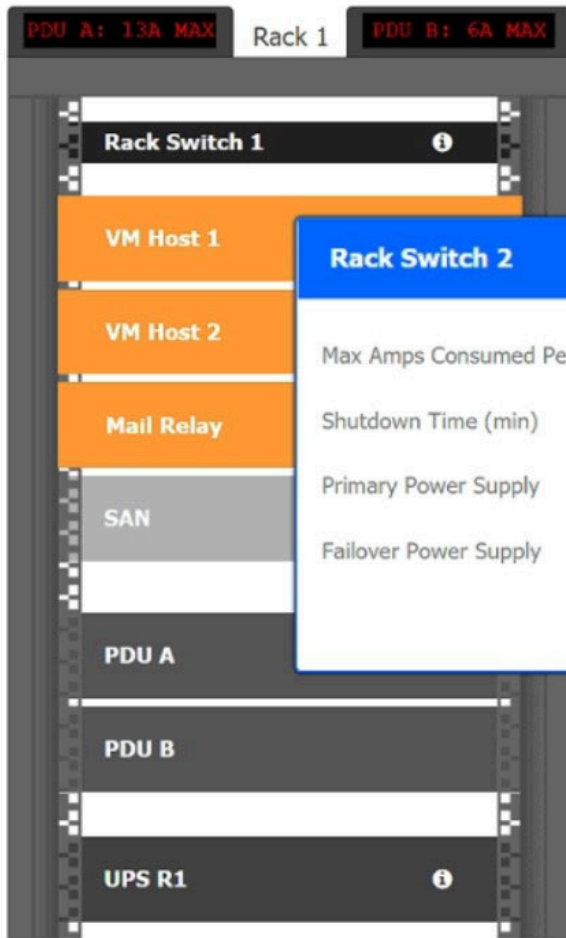 PDU A: 13A MAX
Rack 1
PDU B: 6A MAX
Rack Switch 1
VM Host 1
Rack Switch 2
VM Host 2
Max Amps Consumed Pe
Shutdown Time (min)
Mail Relay
Primary Power Supply
SAN
Failover Power Supply
PDU A
PDU B
UPS R1